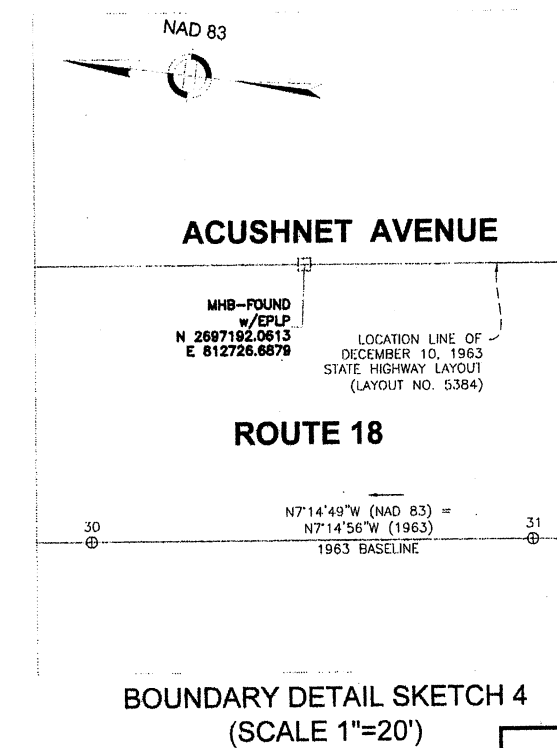 NAD 83
ACUSHNET AVENUE
MHB-FOUND
w/EPLP
N 2697192.0613
E 812726.6879
LOCATION LINE OF
DECEMBER 10, 1963
STATE HIGHWAY LAYOUT
(LAYOUT NO. 5384)
ROUTE 18
N7°14'49"W (NAD 83) =
N7°14'56"W (1963)
1963 BASELINE
30
31
BOUNDARY DETAIL SKETCH 4
(SCALE 1"=20')